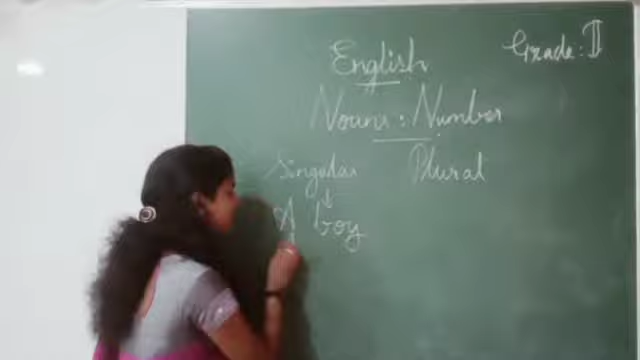 Grade: II
English
Nouns: Number
Singular Plural
A boy